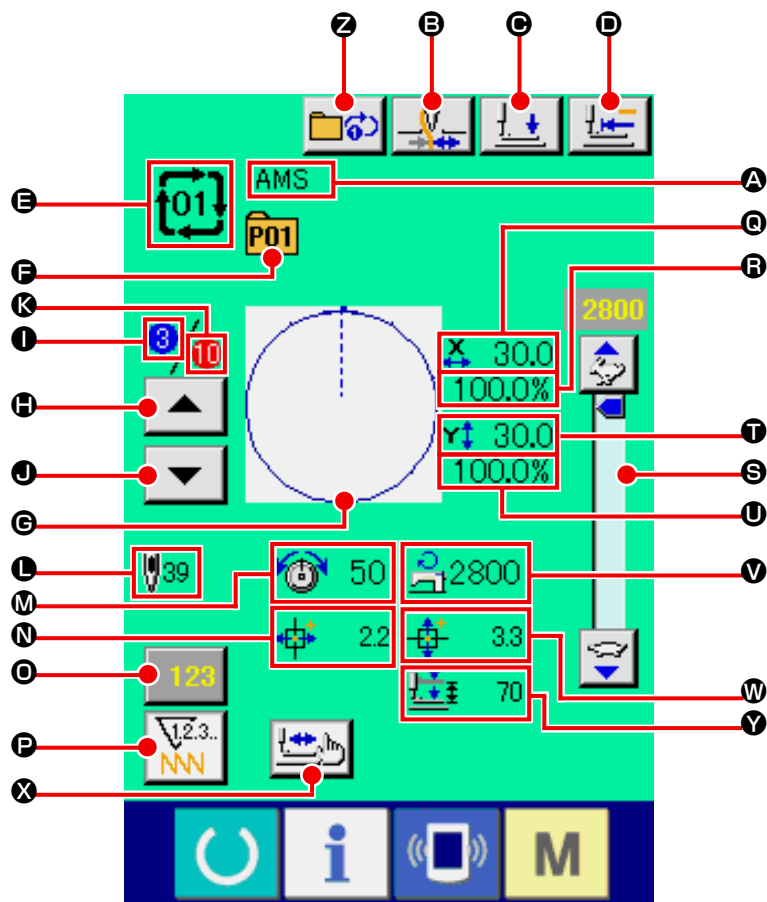 Z B C D
E 01 AMS A
P01 Q
F R
K 2800
I 3 / 10 X 30.0
100.0%
H Y 30.0 T
100.0% S
J U
G
L 39 50 2800 V
M
N 2.2 3.3
O 123 W
70 Y
P 1.2.3..
X
i M